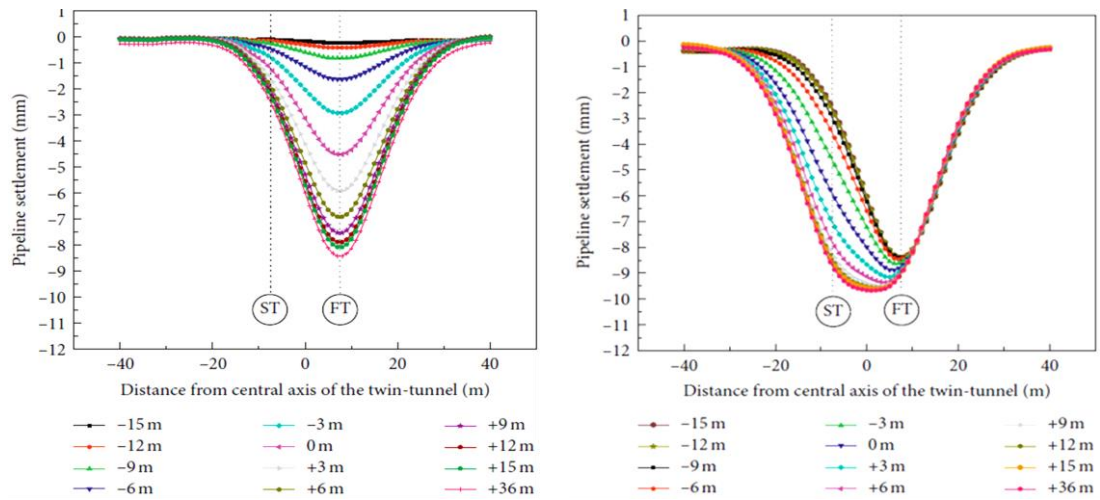 1
0
−1
−2
−3
−4
−5
−6
−7
−8
−9
−10
−11
−12
Pipeline settlement (mm)
ST
FT
−40
−20
0
20
40
Distance from central axis of the twin-tunnel (m)
−15 m
−3 m
+9 m
−12 m
0 m
+12 m
−9 m
+3 m
+15 m
−6 m
+6 m
+36 m
1
0
−1
−2
−3
−4
−5
−6
−7
−8
−9
−10
−11
−12
Pipeline settlement (mm)
ST
FT
−40
−20
0
20
40
Distance from central axis of the twin-tunnel (m)
−15 m
−3 m
+9 m
−12 m
0 m
+12 m
−9 m
+3 m
+15 m
−6 m
+6 m
+36 m